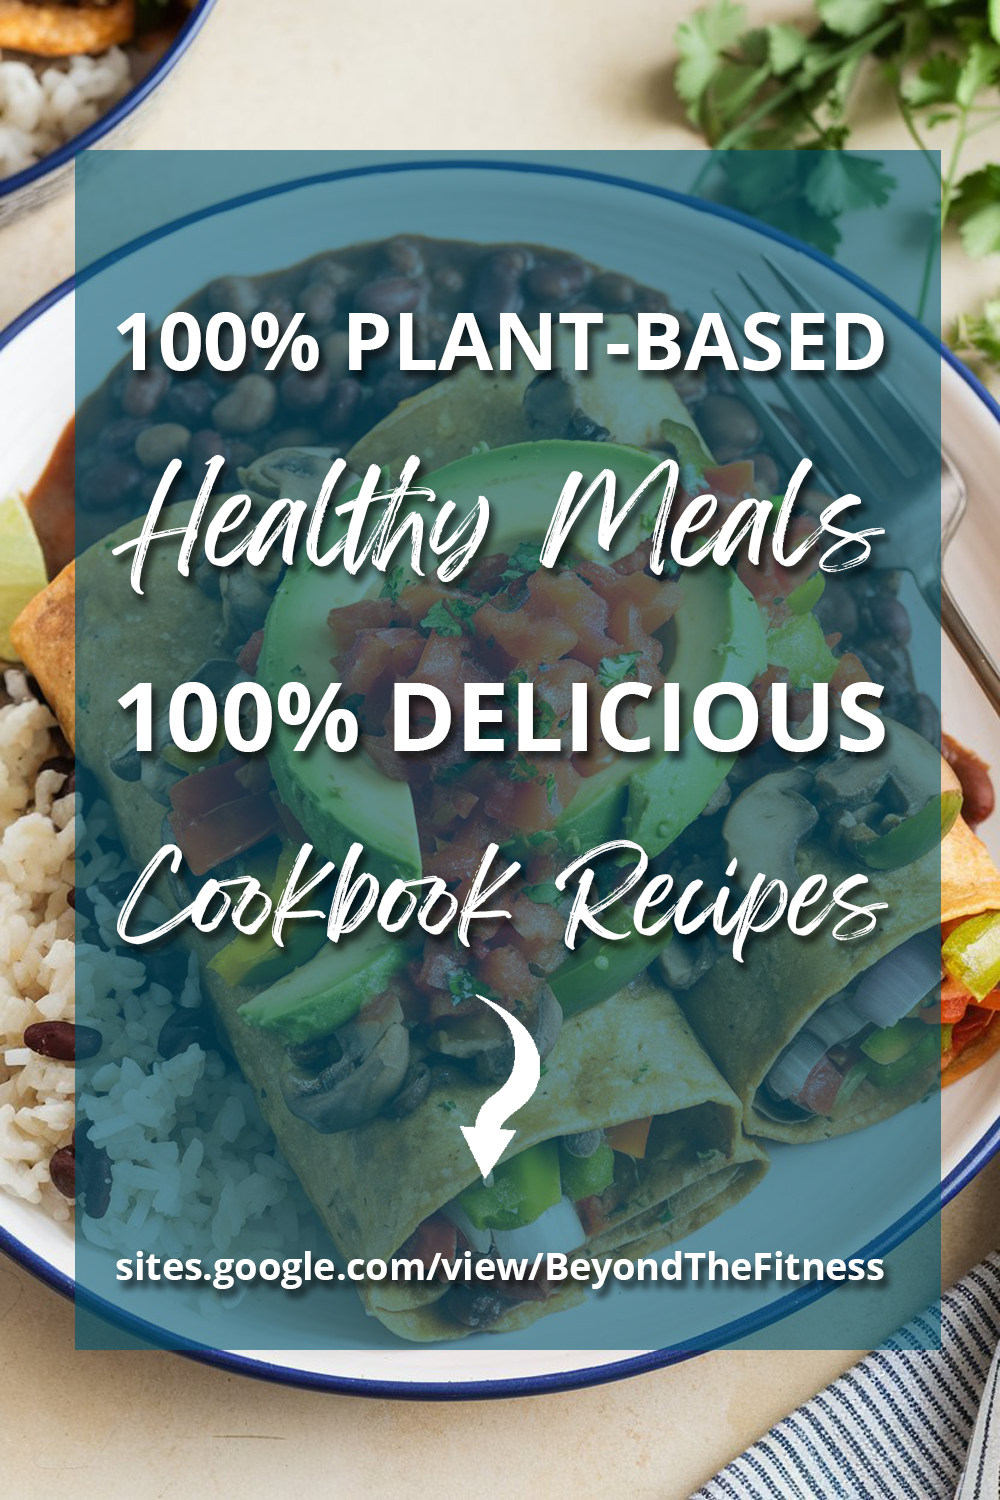 100% PLANT-BASED
Healthy Meals
100% DELICIOUS
Cookbook Recipes
sites.google.com/view/BeyondTheFitness